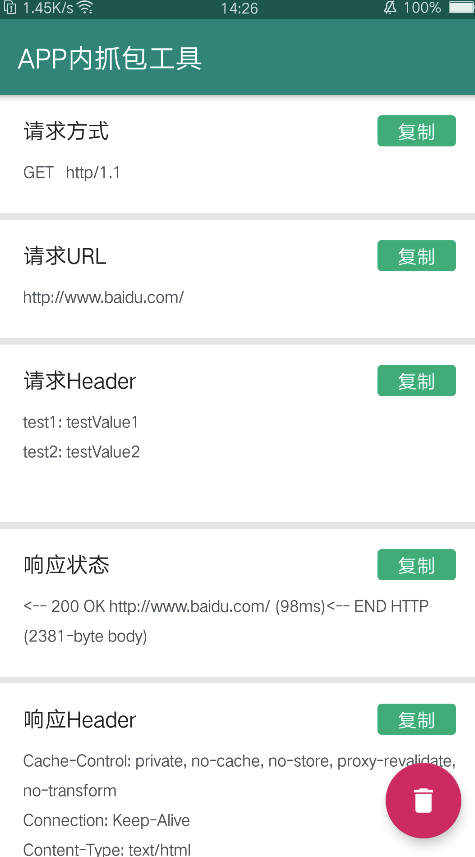 1.45K/s 14:26 100%
APP内抓包工具
请求方式 复制
GET http/1.1
请求URL 复制
http://www.baidu.com/
请求Header 复制
test1: testValue1
test2: testValue2
响应状态 复制
<-- 200 OK http://www.baidu.com/ (98ms)<-- END HTTP
(2381-byte body)
响应Header 复制
Cache-Control: private, no-cache, no-store, proxy-revalidate,
no-transform
Connection: Keep-Alive
Content-Type: text/html